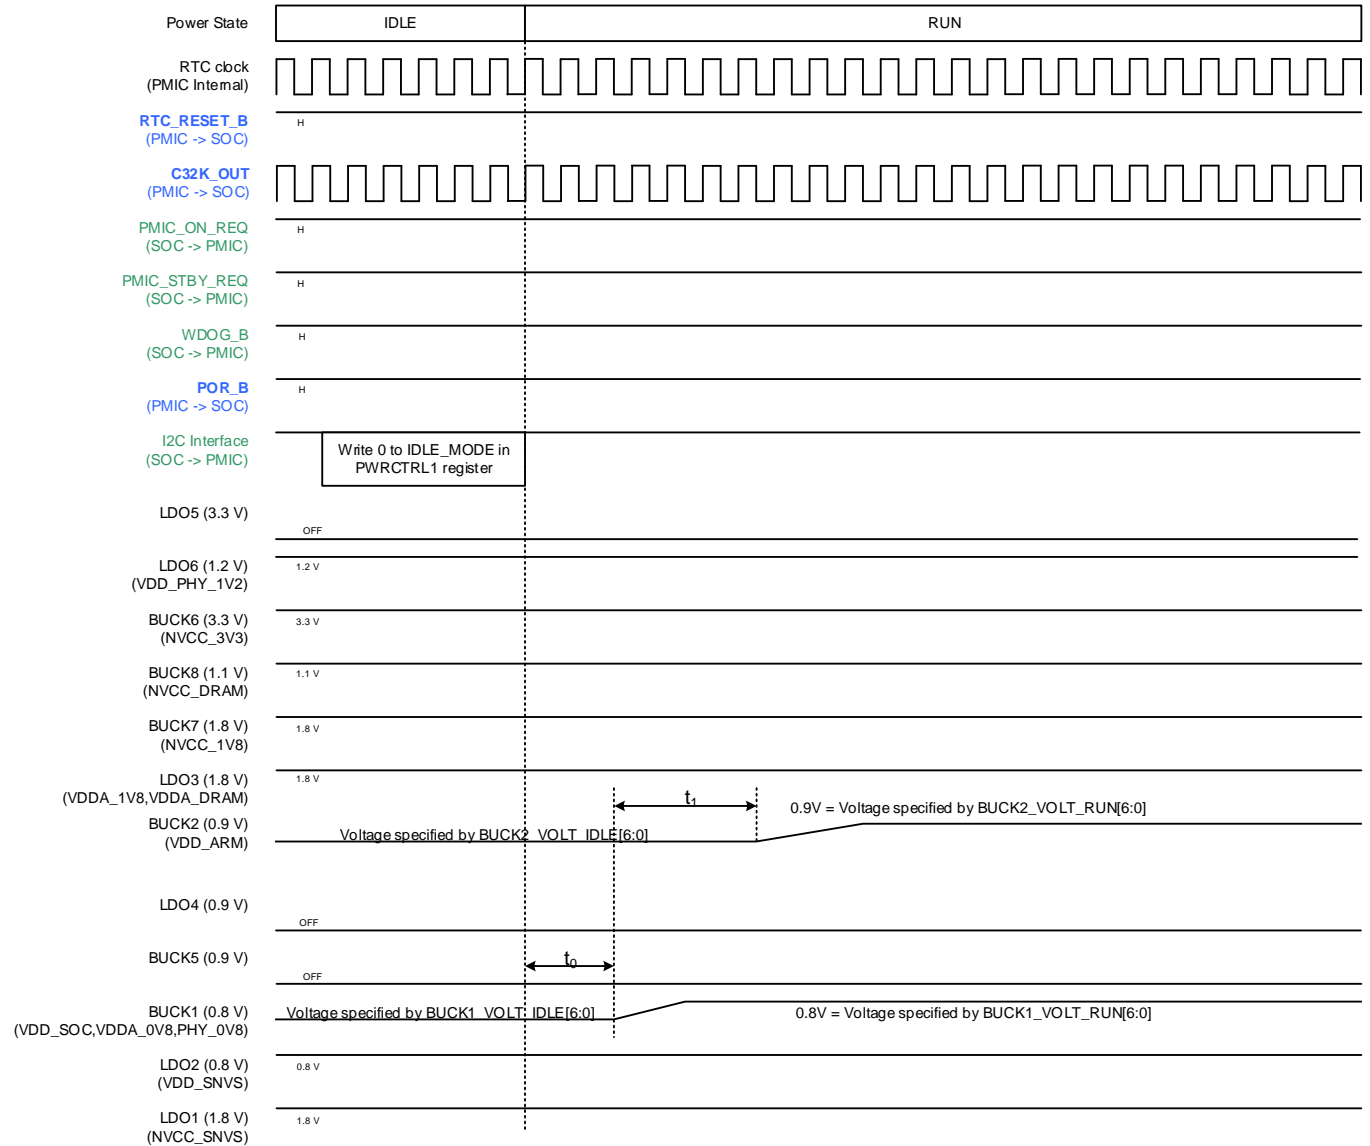 Power State
IDLE
RUN
RTC clock
(PMIC Internal)
RTC_RESET_B
(PMIC -> SOC)
H
C32K_OUT
(PMIC -> SOC)
PMIC_ON_REQ
(SOC -> PMIC)
H
PMIC_STBY_REQ
(SOC -> PMIC)
H
WDOG_B
(SOC -> PMIC)
H
POR_B
(PMIC -> SOC)
H
I2C Interface
(SOC -> PMIC)
Write 0 to IDLE_MODE in
PWRCTRL1 register
LDO5 (3.3 V)
OFF
LDO6 (1.2 V)
(VDD_PHY_1V2)
1.2 V
BUCK6 (3.3 V)
(NVCC_3V3)
3.3 V
BUCK8 (1.1 V)
(NVCC_DRAM)
1.1 V
BUCK7 (1.8 V)
(NVCC_1V8)
1.8 V
LDO3 (1.8 V)
(VDDA_1V8,VDDA_DRAM)
1.8 V
t1
BUCK2 (0.9 V)
(VDD_ARM)
Voltage specified by BUCK2_VOLT_IDLE[6:0]
0.9V = Voltage specified by BUCK2_VOLT_RUN[6:0]
LDO4 (0.9 V)
OFF
BUCK5 (0.9 V)
OFF
t0
BUCK1 (0.8 V)
(VDD_SOC,VDDA_0V8,PHY_0V8)
Voltage specified by BUCK1_VOLT_IDLE[6:0]
0.8V = Voltage specified by BUCK1_VOLT_RUN[6:0]
LDO2 (0.8 V)
(VDD_SNVS)
0.8 V
LDO1 (1.8 V)
(NVCC_SNVS)
1.8 V